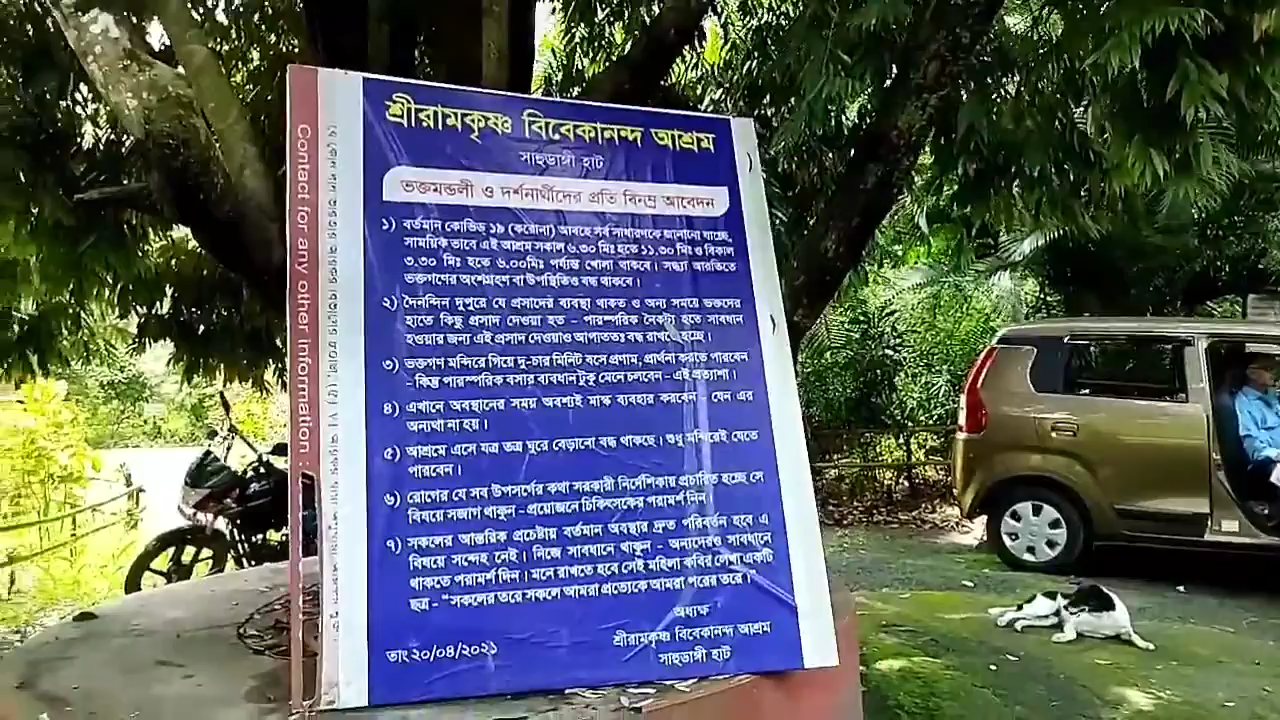 শ্রীরামকৃষ্ণ বিবেকানন্দ আশ্রম
সাহুডাঙ্গী হাট
ভক্তমন্ডলী ও দর্শনার্থীদের প্রতি বিনম্র আবেদন
১) বর্তমান কোভিড্ ১৯ (করোনা) আবহে সর্ব সাধারণকে জানানো যাচ্ছে,
সাময়িক ভাবে এই আশ্রম সকাল ৬.৩০ মিঃ হতে ১১.৩০ মিঃ ও বিকাল
৩.৩০ মিঃ হতে ৬.০০মিঃ পর্য্যন্ত খোলা থাকবে। সন্ধ্যা আরতিতে
ভক্তগণের অংশগ্রহণ বা উপস্থিতিও বন্ধ থাকবে।
২) দৈনন্দিন দুপুরে যে প্রসাদের ব্যবস্থা থাকত ও অন্য সময়ে ভক্তদের
হাতে কিছু প্রসাদ দেওয়া হত - পারস্পরিক নৈকট্য হতে সাবধান
হওয়ার জন্য এই প্রসাদ দেওয়াও আপাততঃ বন্ধ রাখতে হচ্ছে।
৩) ভক্তগণ মন্দিরে গিয়ে দু-চার মিনিট বসে প্রণাম, প্রার্থনা করতে পারবেন
- কিন্তু পারস্পরিক বসার ব্যবধান টুকু মেনে চলবেন - এই প্রত্যাশা।
৪) এখানে অবস্থানের সময় অবশ্যই মাস্ক ব্যবহার করবেন - যেন এর
অন্যথা না হয়।
৫) আশ্রমে এসে যত্র তত্র ঘুরে বেড়ানো বন্ধ থাকছে। শুধু মন্দিরেই যেতে
পারবেন।
৬) রোগের যে সব উপসর্গের কথা সরকারী নির্দেশিকায় প্রচারিত হচ্ছে সে
বিষয়ে সজাগ থাকুন - প্রয়োজনে চিকিৎসকের পরামর্শ নিন।
৭) সকলের আন্তরিক প্রচেষ্টায় বর্তমান অবস্থার দ্রুত পরিবর্তন হবে এ
বিষয়ে সন্দেহ নেই। নিজে সাবধানে থাকুন - অন্যদেরও সাবধানে
থাকতে পরামর্শ দিন। মনে রাখতে হবে সেই মহিলা কবির লেখা একটি
ছত্র - "সকলের তরে সকলে আমরা প্রত্যেকে আমরা পরের তরে।"
অধ্যক্ষ
শ্রীরামকৃষ্ণ বিবেকানন্দ আশ্রম
সাহুডাঙ্গী হাট
তাং ২০/০৪/২০২১
Contact for any other information :